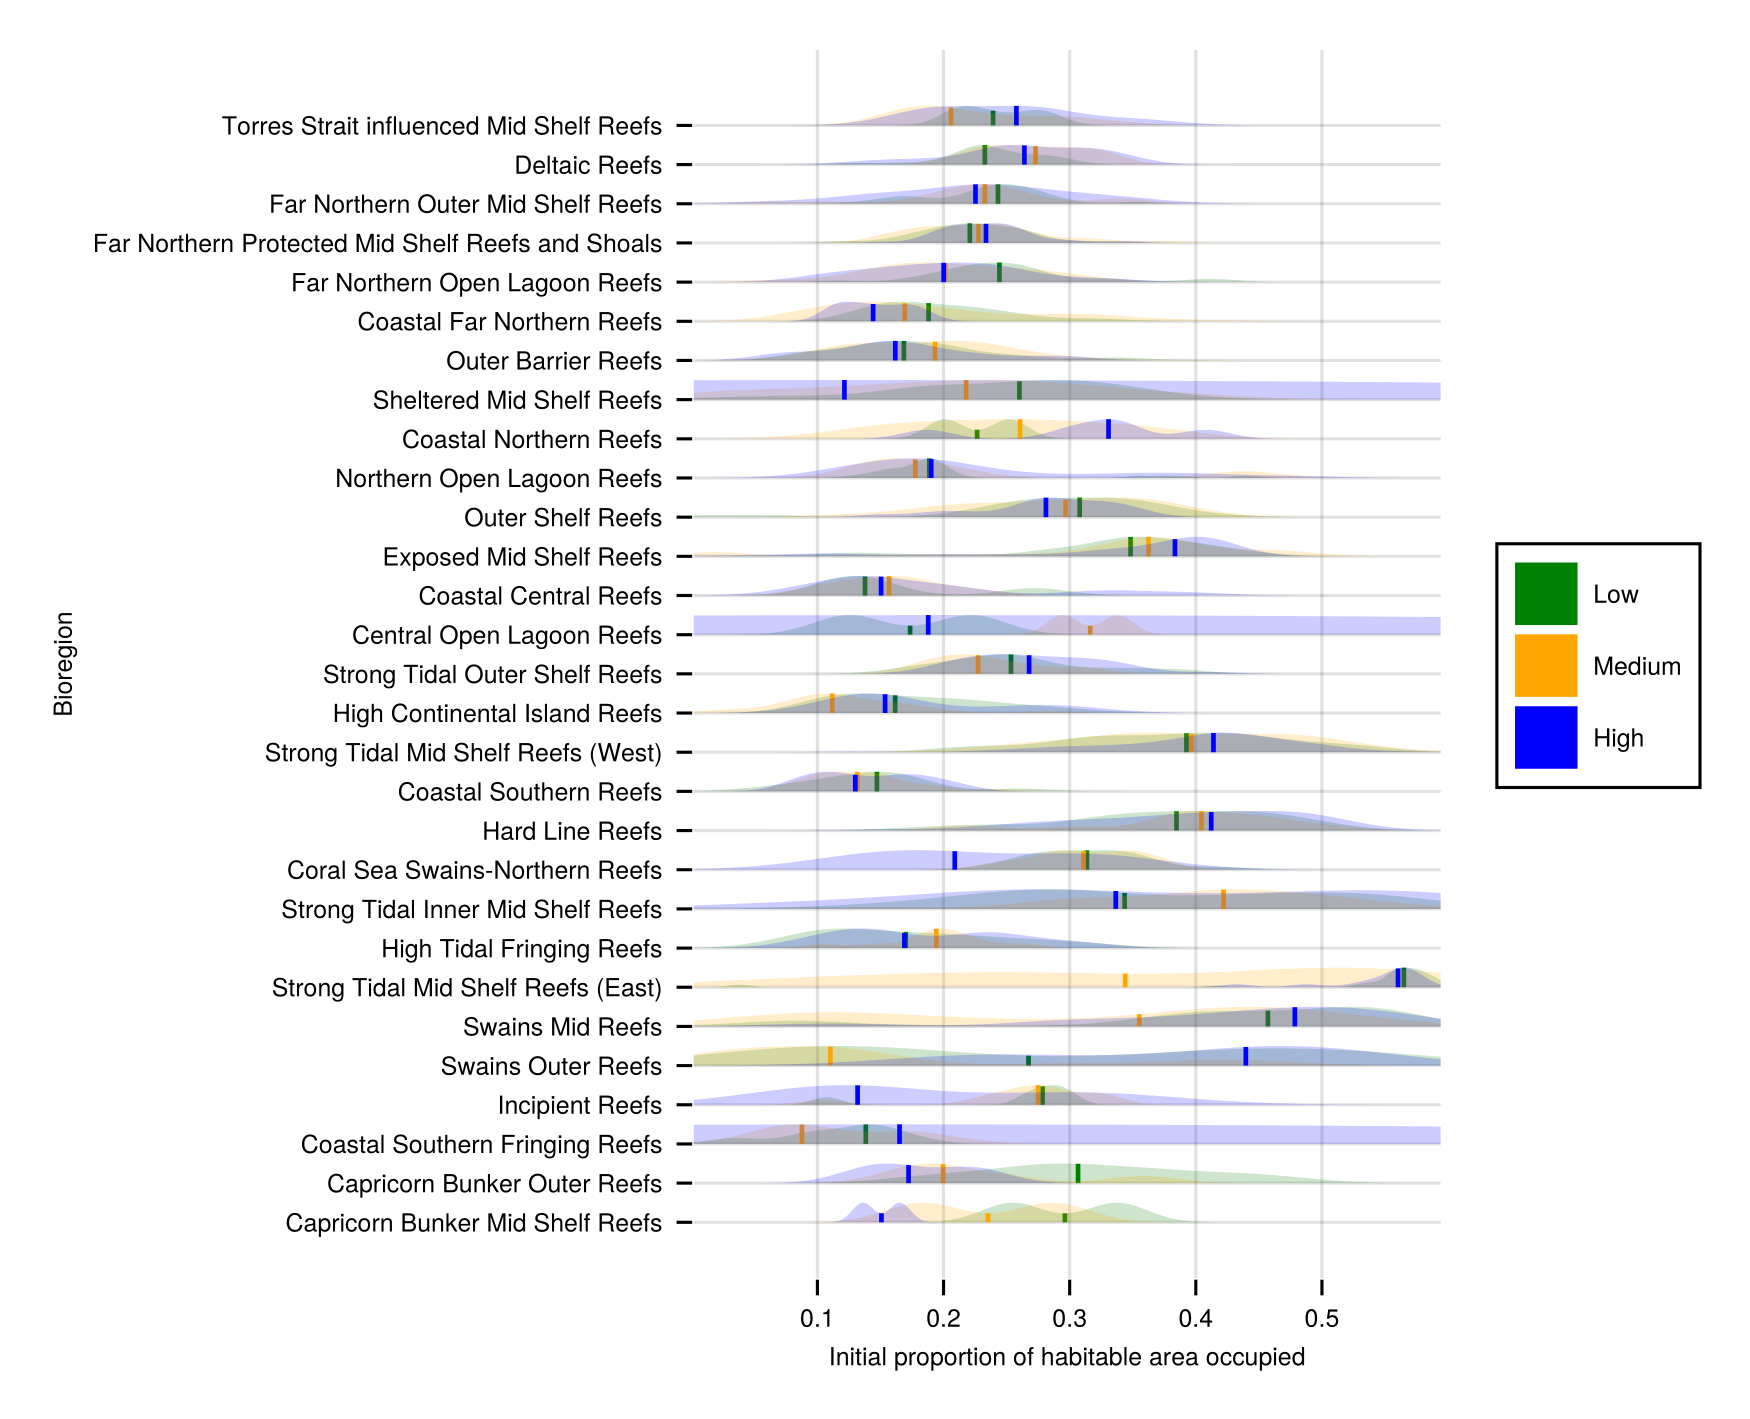 Torres Strait influenced Mid Shelf Reefs
Deltaic Reefs
Far Northern Outer Mid Shelf Reefs
Far Northern Protected Mid Shelf Reefs and Shoals
Far Northern Open Lagoon Reefs
Coastal Far Northern Reefs
Outer Barrier Reefs
Sheltered Mid Shelf Reefs
Coastal Northern Reefs
Northern Open Lagoon Reefs
Outer Shelf Reefs
Exposed Mid Shelf Reefs
Coastal Central Reefs
Central Open Lagoon Reefs
Strong Tidal Outer Shelf Reefs
High Continental Island Reefs
Strong Tidal Mid Shelf Reefs (West)
Coastal Southern Reefs
Hard Line Reefs
Coral Sea Swains-Northern Reefs
Strong Tidal Inner Mid Shelf Reefs
High Tidal Fringing Reefs
Strong Tidal Mid Shelf Reefs (East)
Swains Mid Reefs
Swains Outer Reefs
Incipient Reefs
Coastal Southern Fringing Reefs
Capricorn Bunker Outer Reefs
Capricorn Bunker Mid Shelf Reefs
Bioregion
0.1 0.2 0.3 0.4 0.5
Initial proportion of habitable area occupied
Low
Medium
High